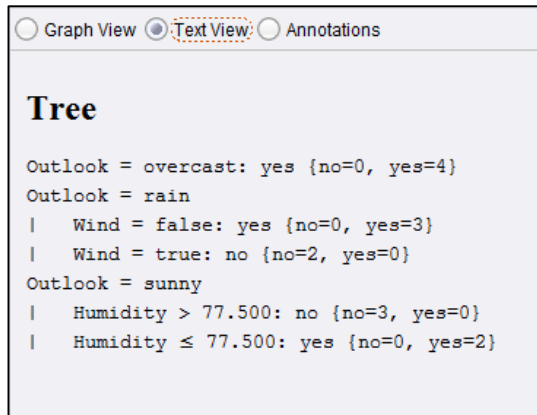 Graph View Text View Annotations
Tree
Outlook = overcast: yes {no=0, yes=4}
Outlook = rain
|   Wind = false: yes {no=0, yes=3}
|   Wind = true: no {no=2, yes=0}
Outlook = sunny
|   Humidity > 77.500: no {no=3, yes=0}
|   Humidity ≤ 77.500: yes {no=0, yes=2}